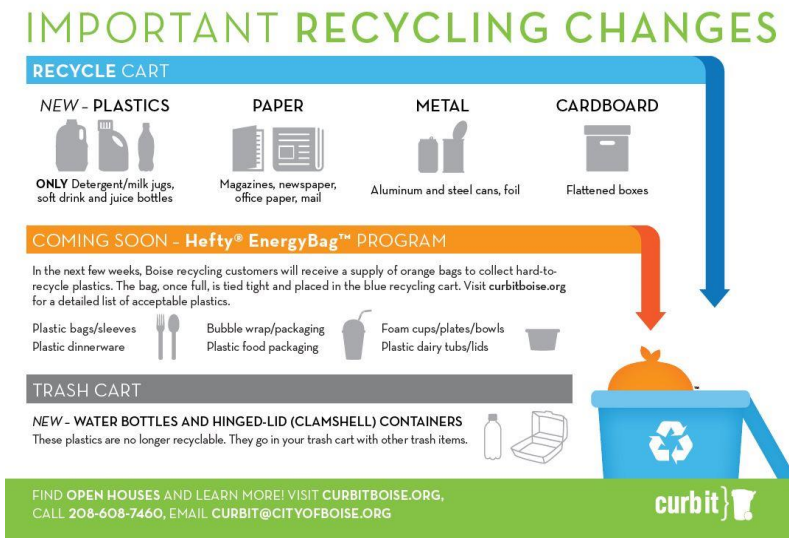 IMPORTANT RECYCLING CHANGES
RECYCLE CART
NEW – PLASTICS
ONLY Detergent/milk jugs,
soft drink and juice bottles
PAPER
Magazines, newspaper,
office paper, mail
METAL
Aluminum and steel cans, foil
CARDBOARD
Flattened boxes
COMING SOON – Hefty® EnergyBag™ PROGRAM
In the next few weeks, Boise recycling customers will receive a supply of orange bags to collect hard-to-
recycle plastics. The bag, once full, is tied tight and placed in the blue recycling cart. Visit curbitboise.org
for a detailed list of acceptable plastics.
Plastic bags/sleeves
Plastic dinnerware
Bubble wrap/packaging
Plastic food packaging
Foam cups/plates/bowls
Plastic dairy tubs/lids
TRASH CART
NEW – WATER BOTTLES AND HINGED-LID (CLAMSHELL) CONTAINERS
These plastics are no longer recyclable. They go in your trash cart with other trash items.
™
FIND OPEN HOUSES AND LEARN MORE! VISIT CURBITBOISE.ORG,
CALL 208-608-7460, EMAIL CURBIT@CITYOFBOISE.ORG
curb it}